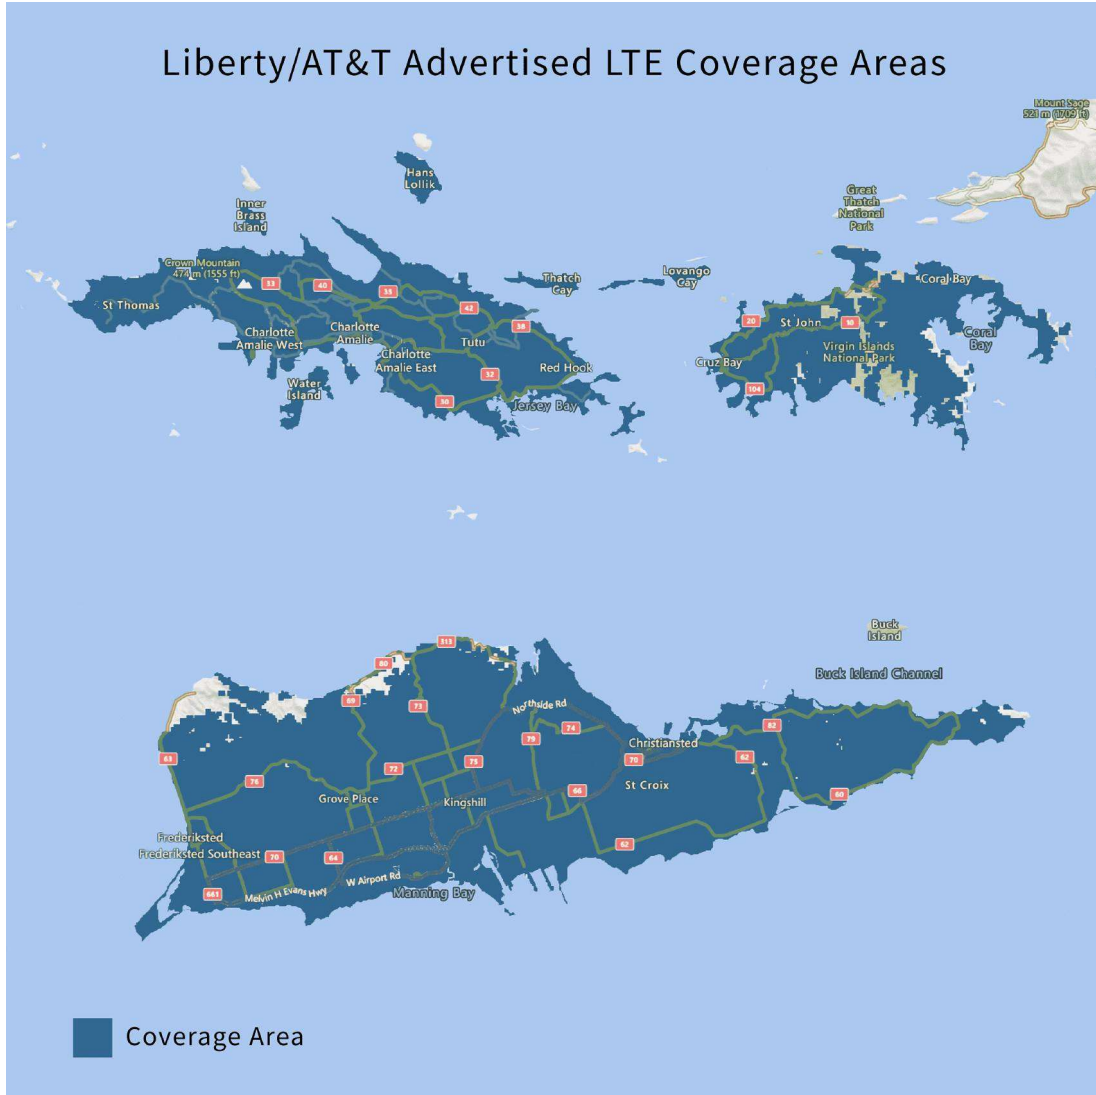 Liberty/AT&T Advertised LTE Coverage Areas
Mount Sage
521 m (1709 ft)
Hans
Lollik
Great
Thatch
National
Park
Inner
Brass
Island
Crown Mountain
474 m (1555 ft)
Thatch
Cay
Lovango
Cay
Coral Bay
33
40
35
42
38
St Thomas
Charlotte
Amalie West
Charlotte
Amalie
Charlotte
Amalie East
Tutu
Red Hook
32
30
Water
Island
Jersey Bay
20
St John
10
Coral
Bay
Virgin Islands
National Park
Cruz Bay
104
Buck
Island
Buck Island Channel
313
80
69
73
Northside Rd
74
79
82
Christiansted
63
72
75
70
62
76
66
St Croix
60
Grove Place
Kingshill
Frederiksted
Frederiksted Southeast
70
64
62
661
Melvin H Evans Hwy
W Airport Rd
Manning Bay
Coverage Area